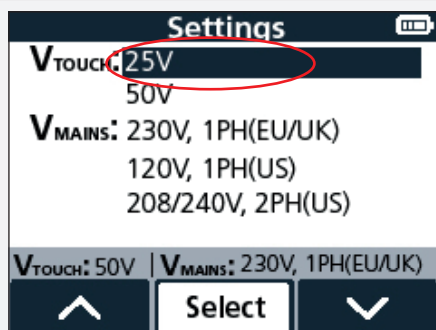 Settings
VTOUCH: 25V
50V
VMAINS: 230V, 1PH(EU/UK)
120V, 1PH(US)
208/240V, 2PH(US)
VTOUCH: 50V | VMAINS: 230V, 1PH(EU/UK)
Select